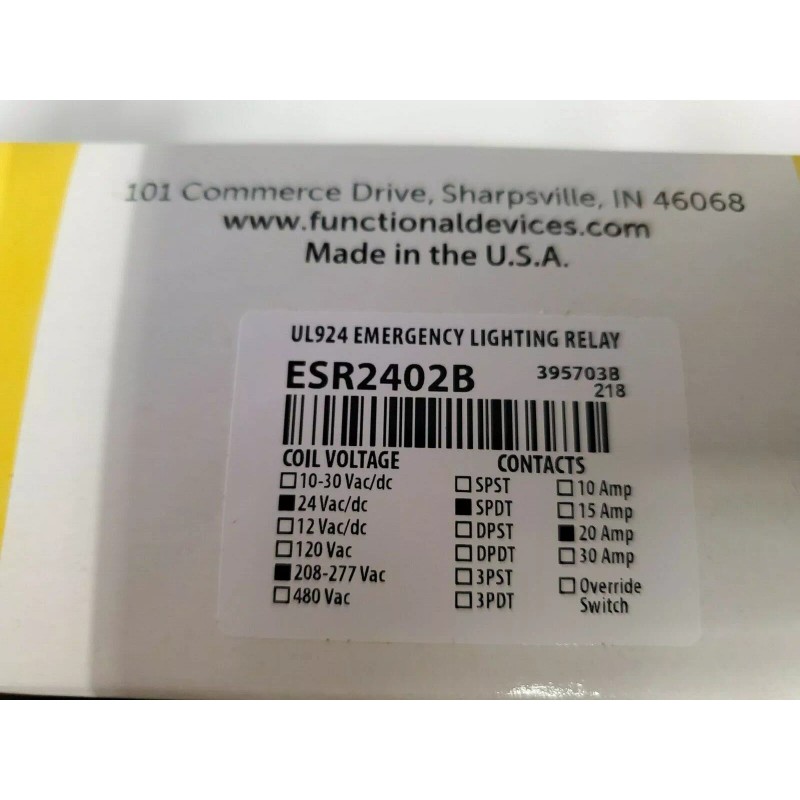 101 Commerce Drive, Sharpsville, IN 46068
www.functionaldevices.com
Made in the U.S.A.
UL924 EMERGENCY LIGHTING RELAY
ESR2402B 395703B
218
COIL VOLTAGE CONTACTS
☐ 10-30 Vac/dc ☐ SPST ☐ 10 Amp
■ 24 Vac/dc ■ SPDT ☐ 15 Amp
☐ 12 Vac/dc ☐ DPST ■ 20 Amp
☐ 120 Vac ☐ DPDT ☐ 30 Amp
■ 208-277 Vac ☐ 3PST ☐ Override
☐ 480 Vac ☐ 3PDT Switch